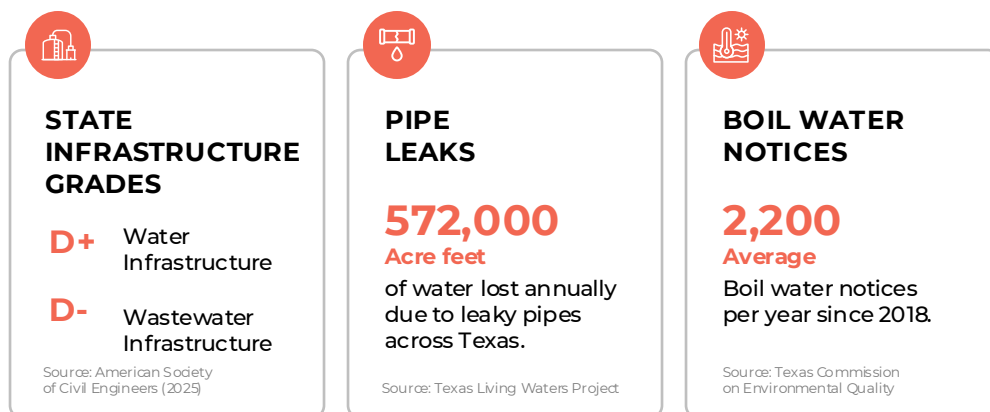 STATE
INFRASTRUCTURE
GRADES
D+
Water
Infrastructure
D-
Wastewater
Infrastructure
Source: American Society
of Civil Engineers (2025)
PIPE
LEAKS
572,000
Acre feet
of water lost annually
due to leaky pipes
across Texas.
Source: Texas Living Waters Project
BOIL WATER
NOTICES
2,200
Average
Boil water notices
per year since 2018.
Source: Texas Commission
on Environmental Quality